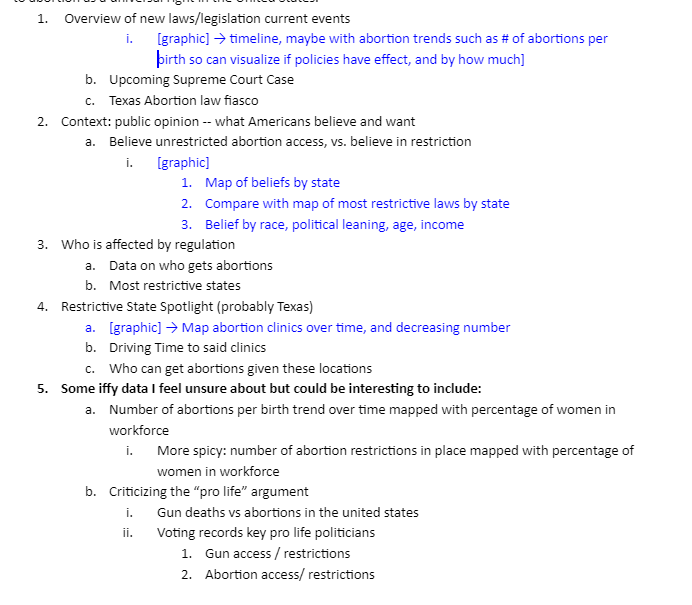 to abortion as a universal right in the United States.
1. Overview of new laws/legislation current events
i. [graphic] → timeline, maybe with abortion trends such as # of abortions per
birth so can visualize if policies have effect, and by how much]
b. Upcoming Supreme Court Case
c. Texas Abortion law fiasco
2. Context: public opinion -- what Americans believe and want
a. Believe unrestricted abortion access, vs. believe in restriction
i. [graphic]
1. Map of beliefs by state
2. Compare with map of most restrictive laws by state
3. Belief by race, political leaning, age, income
3. Who is affected by regulation
a. Data on who gets abortions
b. Most restrictive states
4. Restrictive State Spotlight (probably Texas)
a. [graphic] → Map abortion clinics over time, and decreasing number
b. Driving Time to said clinics
c. Who can get abortions given these locations
5. Some iffy data I feel unsure about but could be interesting to include:
a. Number of abortions per birth trend over time mapped with percentage of women in
workforce
i. More spicy: number of abortion restrictions in place mapped with percentage of
women in workforce
b. Criticizing the “pro life” argument
i. Gun deaths vs abortions in the united states
ii. Voting records key pro life politicians
1. Gun access / restrictions
2. Abortion access/ restrictions